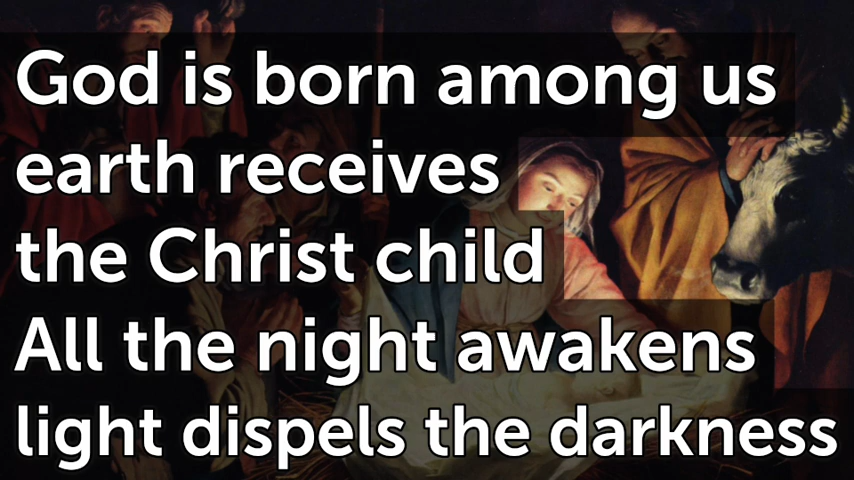 God is born among us
earth receives
the Christ child
All the night awakens
light dispels the darkness